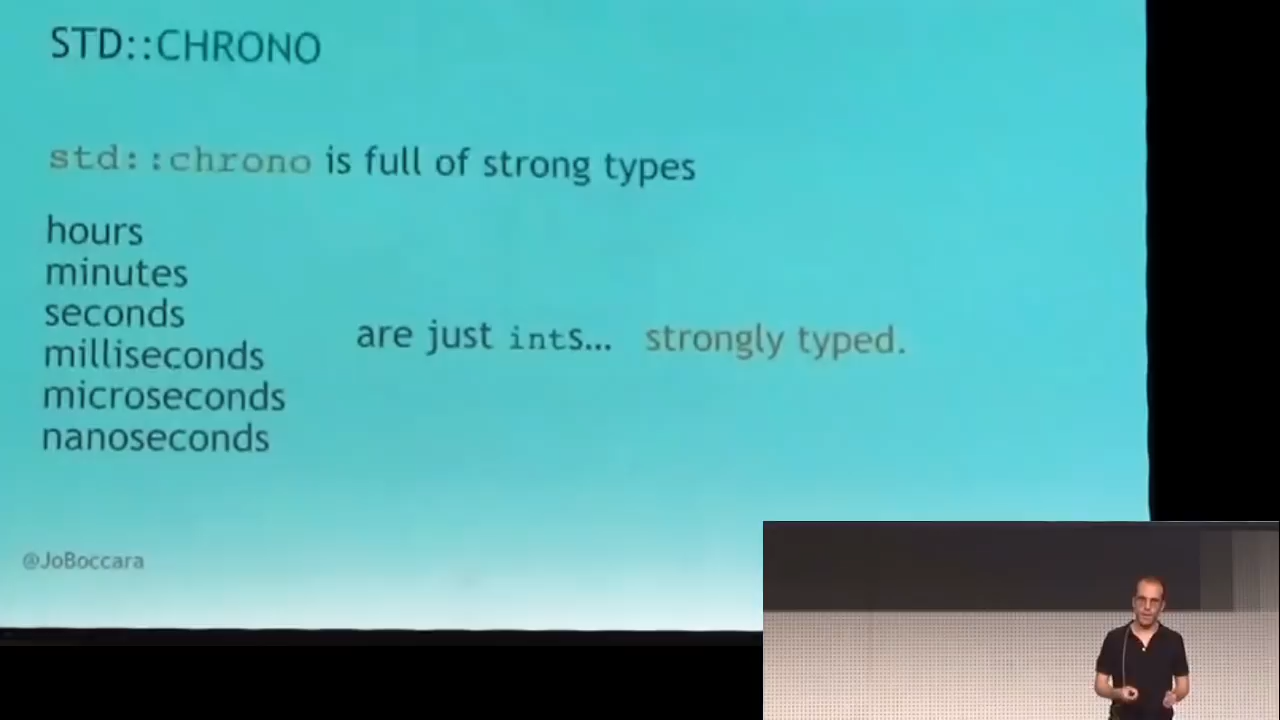 STD::CHRONO
std::chrono is full of strong types
hours
minutes
seconds
milliseconds
microseconds
nanoseconds
are just ints... strongly typed.
@JoBoccara